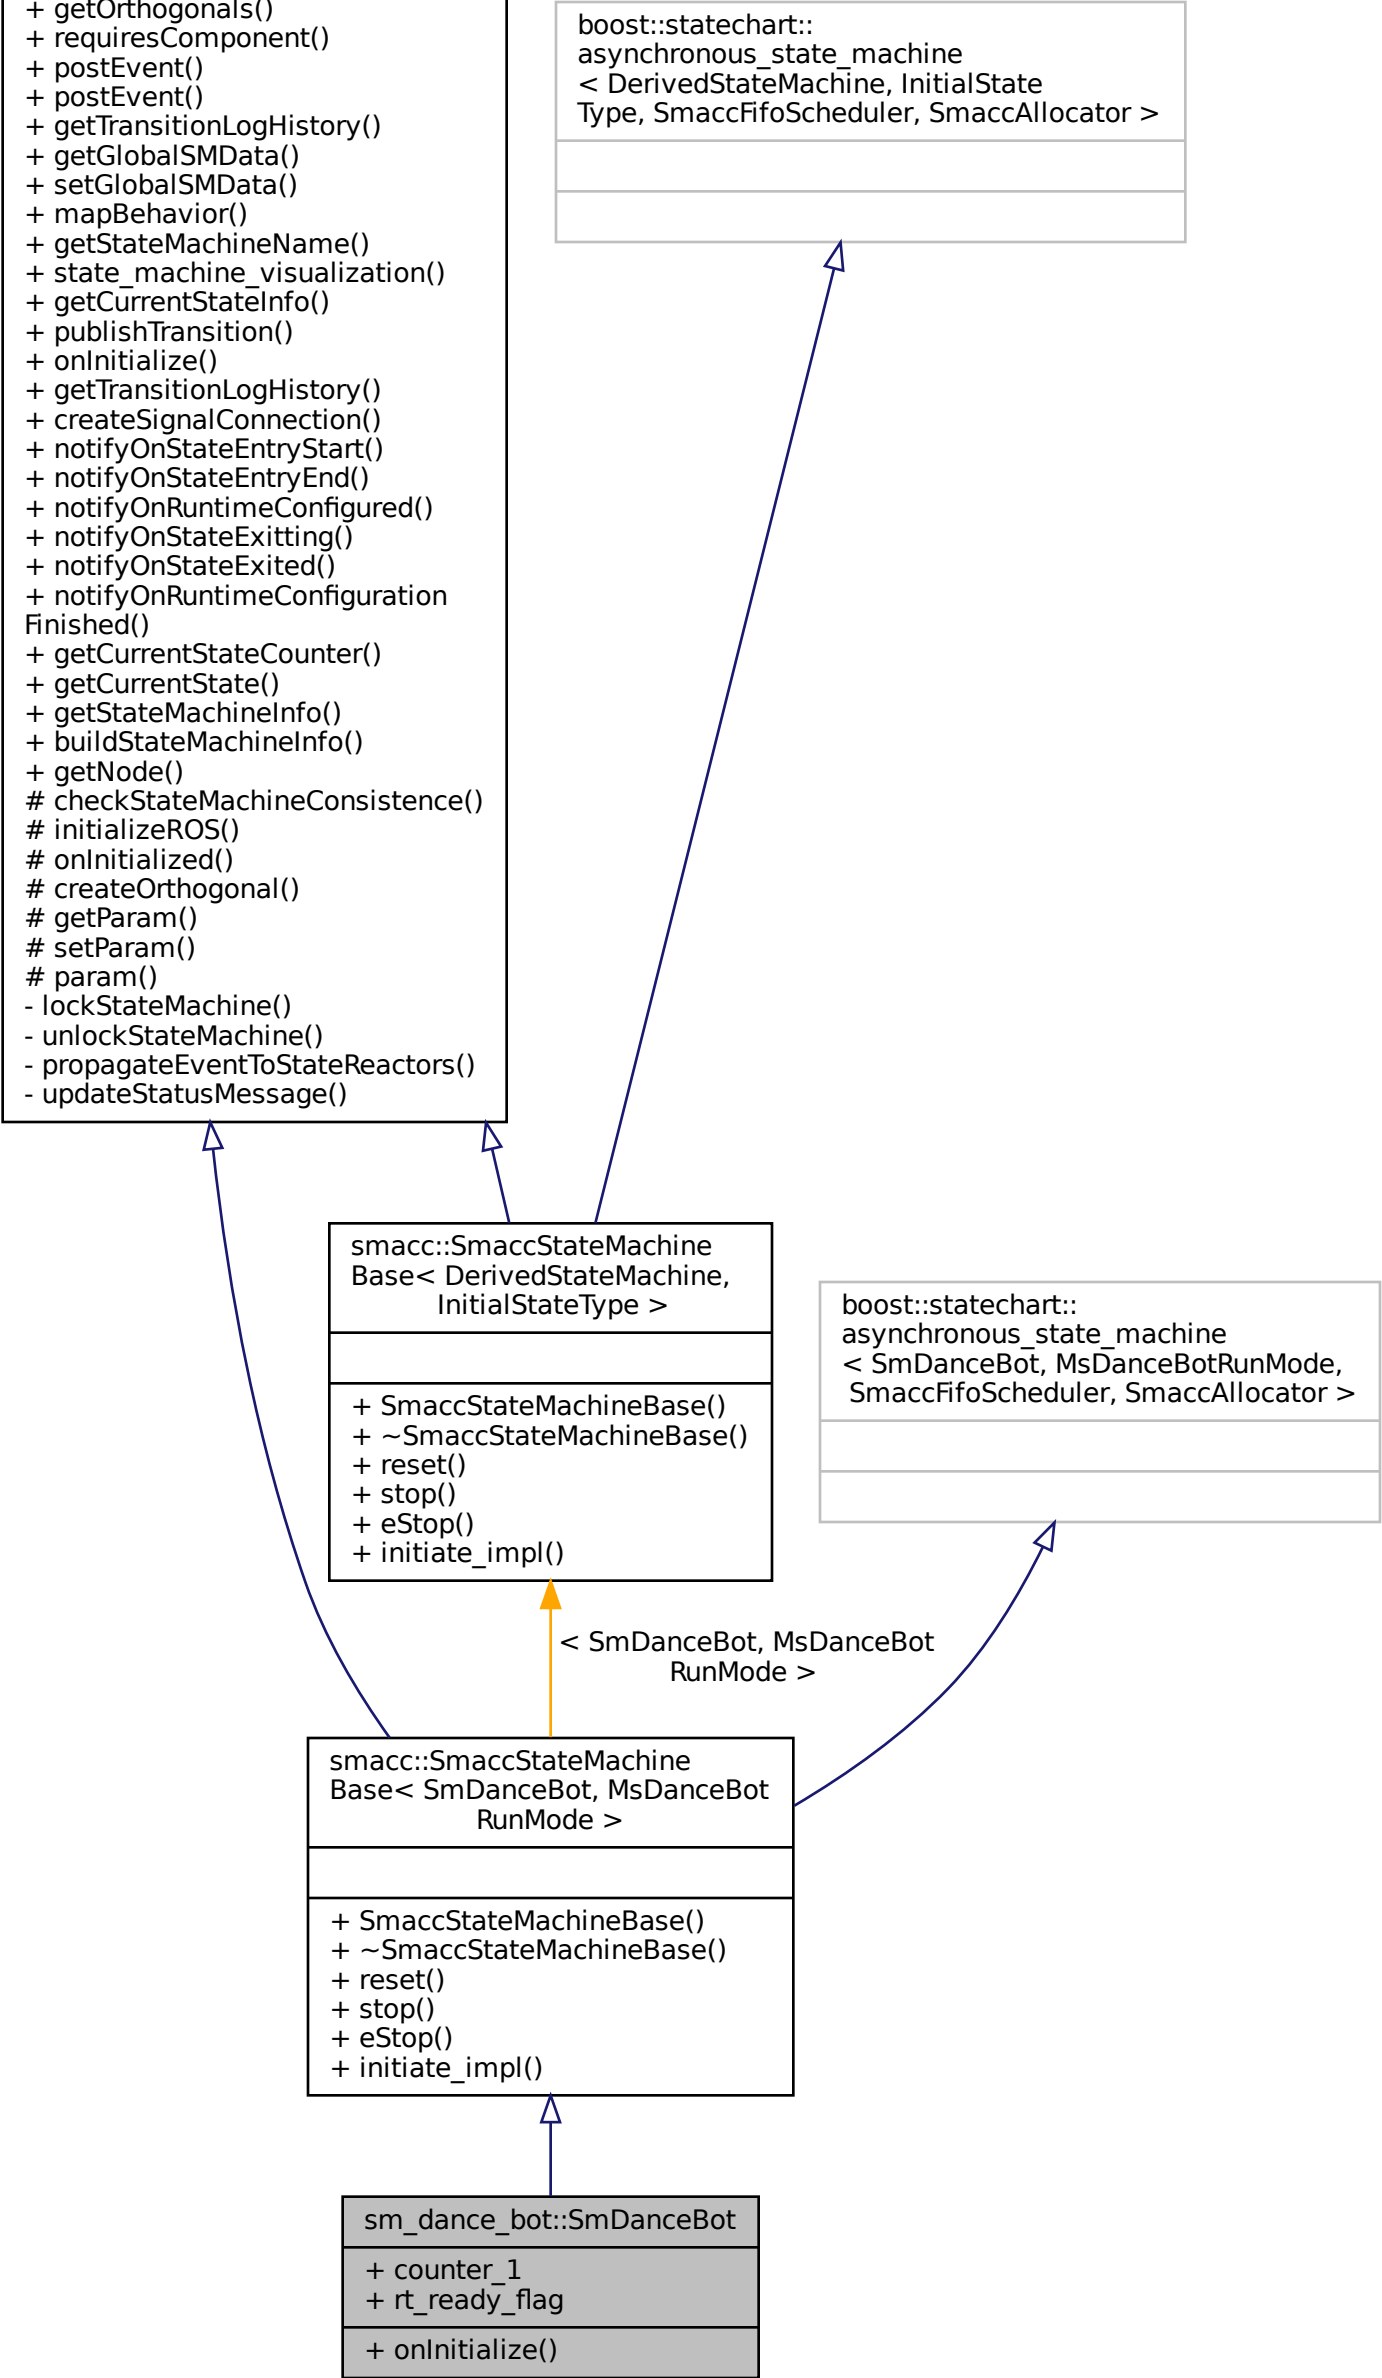 + getOrthogonals()
+ requiresComponent()
+ postEvent()
+ postEvent()
+ getTransitionLogHistory()
+ getGlobalSMData()
+ setGlobalSMData()
+ mapBehavior()
+ getStateMachineName()
+ state_machine_visualization()
+ getCurrentStateInfo()
+ publishTransition()
+ onInitialize()
+ getTransitionLogHistory()
+ createSignalConnection()
+ notifyOnStateEntryStart()
+ notifyOnStateEntryEnd()
+ notifyOnRuntimeConfigured()
+ notifyOnStateExitting()
+ notifyOnStateExited()
+ notifyOnRuntimeConfiguration
Finished()
+ getCurrentStateCounter()
+ getCurrentState()
+ getStateMachineInfo()
+ buildStateMachineInfo()
+ getNode()
# checkStateMachineConsistence()
# initializeROS()
# onInitialized()
# createOrthogonal()
# getParam()
# setParam()
# param()
- lockStateMachine()
- unlockStateMachine()
- propagateEventToStateReactors()
- updateStatusMessage()
boost::statechart::
asynchronous_state_machine
< DerivedStateMachine, InitialState
Type, SmaccFifoScheduler, SmaccAllocator >
smacc::SmaccStateMachine
Base< DerivedStateMachine,
InitialStateType >
+ SmaccStateMachineBase()
+ ~SmaccStateMachineBase()
+ reset()
+ stop()
+ eStop()
+ initiate_impl()
boost::statechart::
asynchronous_state_machine
< SmDanceBot, MsDanceBotRunMode,
SmaccFifoScheduler, SmaccAllocator >
< SmDanceBot, MsDanceBot
RunMode >
smacc::SmaccStateMachine
Base< SmDanceBot, MsDanceBot
RunMode >
+ SmaccStateMachineBase()
+ ~SmaccStateMachineBase()
+ reset()
+ stop()
+ eStop()
+ initiate_impl()
sm_dance_bot::SmDanceBot
+ counter_1
+ rt_ready_flag
+ onInitialize()